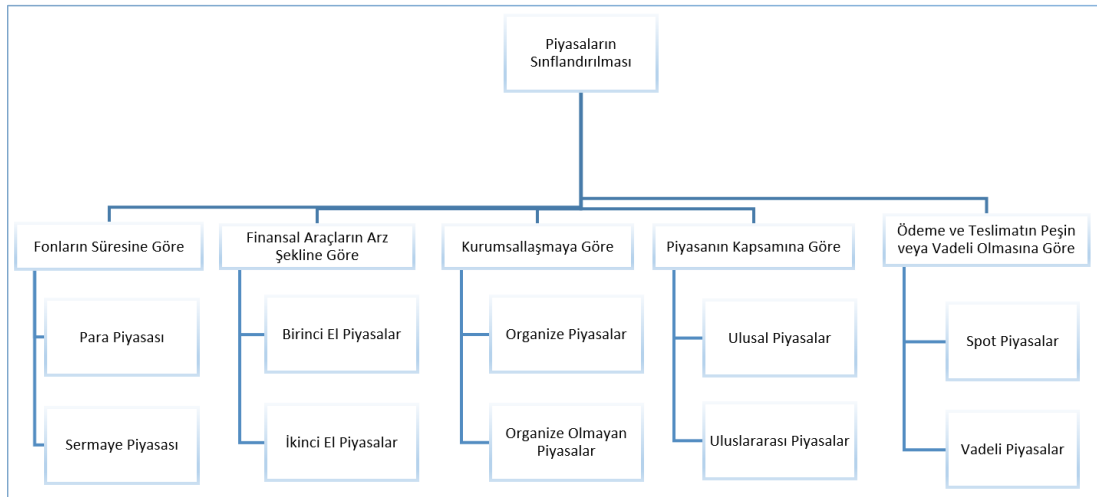 Piyasaların
Sınflandırılması
Fonların Süresine Göre
Para Piyasası
Sermaye Piyasası
Finansal Araçların Arz
Şekline Göre
Birinci El Piyasalar
İkinci El Piyasalar
Kurumsallaşmaya Göre
Organize Piyasalar
Organize Olmayan
Piyasalar
Piyasanın Kapsamına Göre
Ulusal Piyasalar
Uluslararası Piyasalar
Ödeme ve Teslimatın Peşin
veya Vadeli Olmasına Göre
Spot Piyasalar
Vadeli Piyasalar